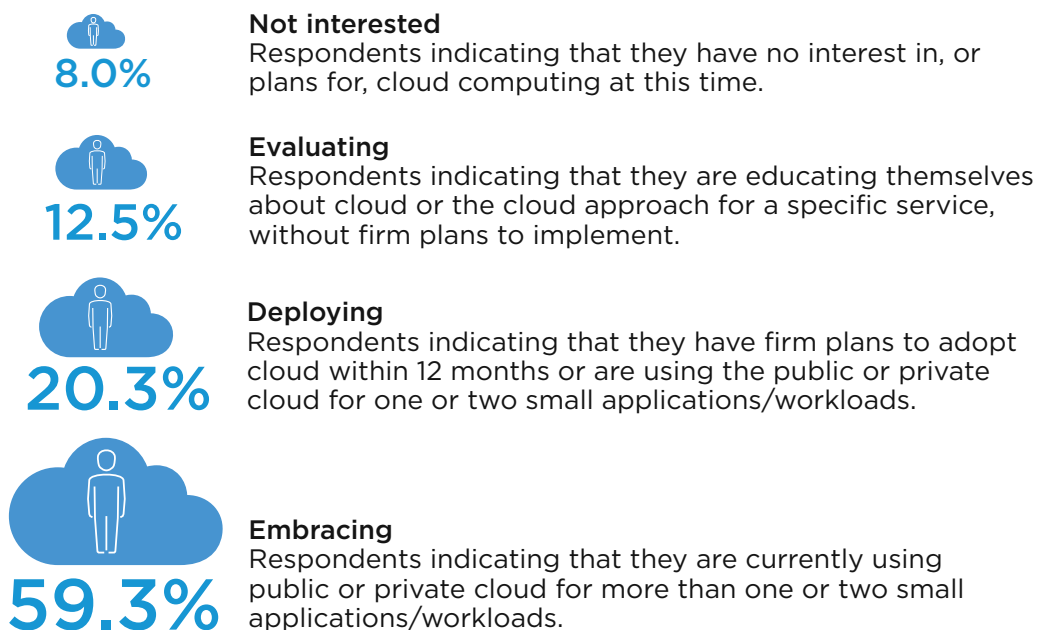 Not interested
Respondents indicating that they have no interest in, or
8.0%
plans for, cloud computing at this time.
Evaluating
Respondents indicating that they are educating themselves
about cloud or the cloud approach for a specific service,
12.5%
without firm plans to implement.
Deploying
Respondents indicating that they have firm plans to adopt
cloud within 12 months or are using the public or private
20.3%
cloud for one or two small applications/workloads.
Embracing
Respondents indicating that they are currently using
public or private cloud for more than one or two small
59.3%
applications/workloads.